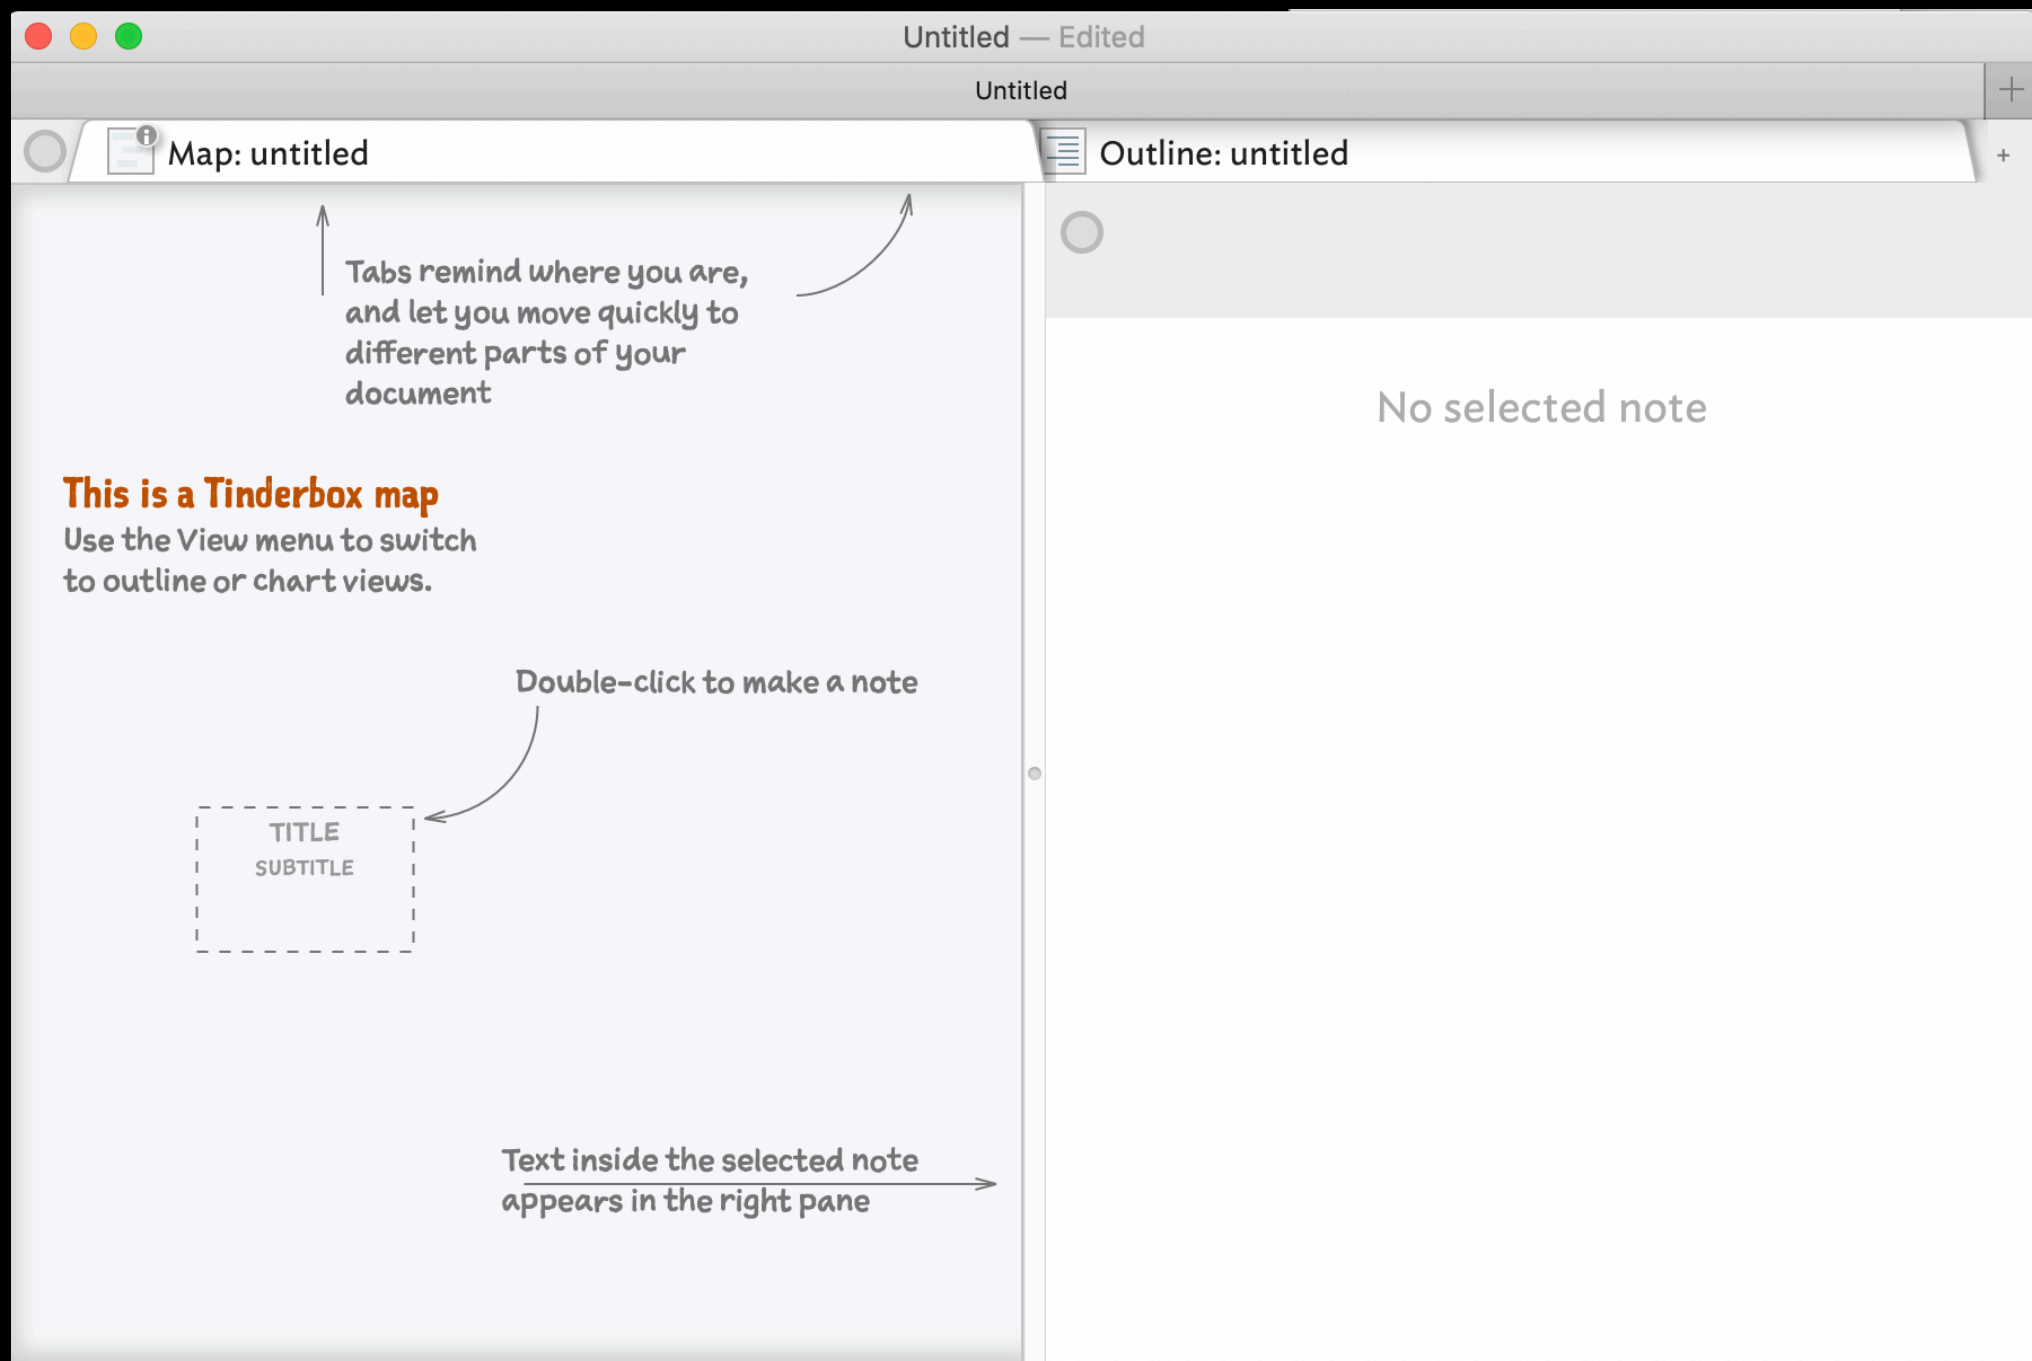 Untitled — Edited
Untitled
Map: untitled
Outline: untitled
Tabs remind where you are,
and let you move quickly to
different parts of your
document
No selected note
This is a Tinderbox map
Use the View menu to switch
to outline or chart views.
Double-click to make a note
TITLE
SUBTITLE
Text inside the selected note
appears in the right pane